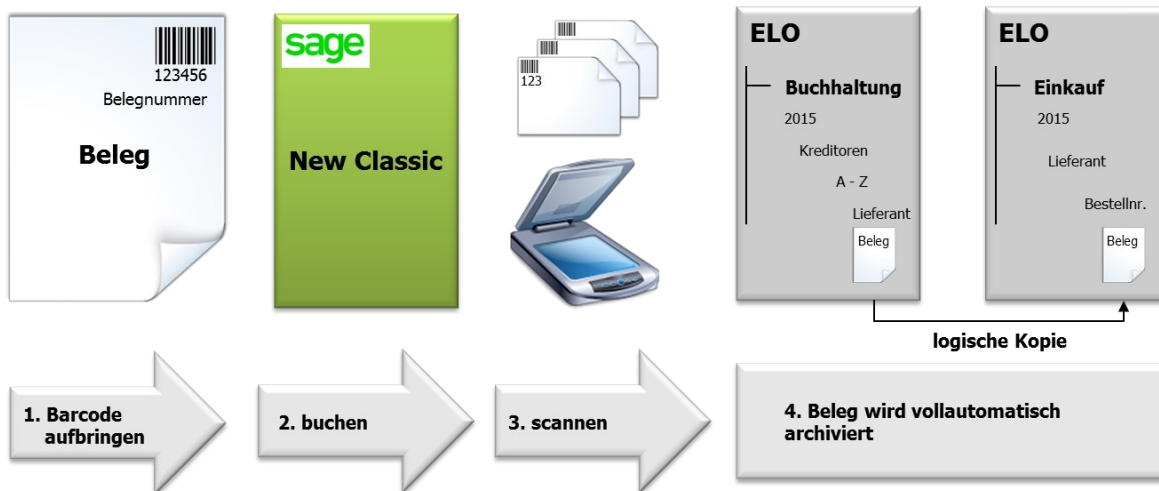 123456
Belegnummer
Beleg
sage
New Classic
123
ELO
Buchhaltung
2015
Kreditoren
A - Z
Lieferant
Beleg
ELO
Einkauf
2015
Lieferant
Bestellnr.
Beleg
logische Kopie
1. Barcode
aufbringen
2. buchen
3. scannen
4. Beleg wird vollautomatisch
archiviert